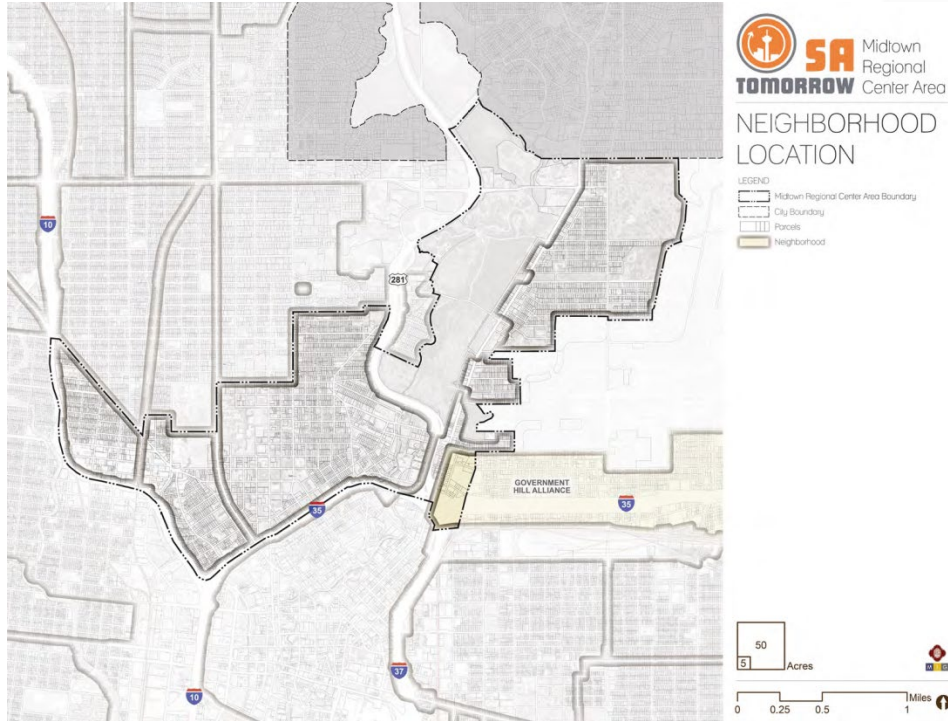 SA
TOMORROW
Midtown
Regional
Center Area
NEIGHBORHOOD
LOCATION
LEGEND
Midtown Regional Center Area Boundary
City Boundary
Parcels
Neighborhood
10
281
GOVERNMENT
HILL ALLIANCE
35
35
37
10
50
5
Acres
M I G
Miles
0 0.25 0.5 1